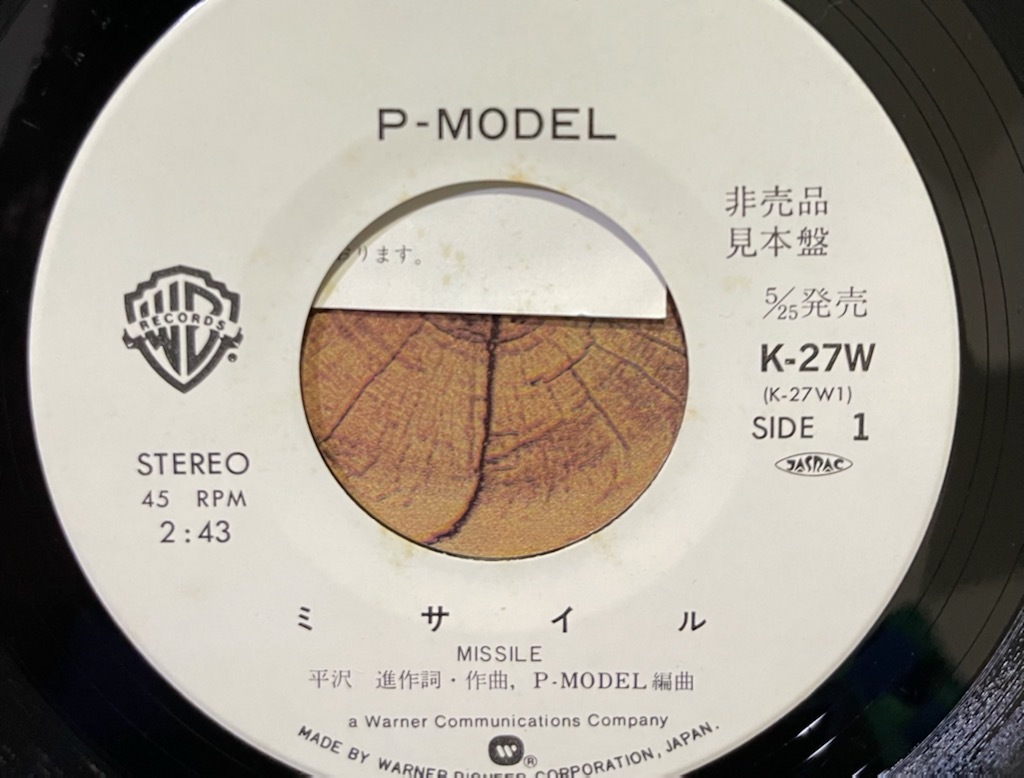 P-MODEL
非売品
見本盤
ります。
5/25発売
RECORDS
K-27W
(K-27W1)
SIDE 1
JASRAC
STEREO
45 RPM
2:43
ミサイル
MISSILE
平沢 進作詞・作曲, P-MODEL編曲
a Warner Communications Company
MADE BY WARNER-PIONEER CORPORATION, JAPAN.